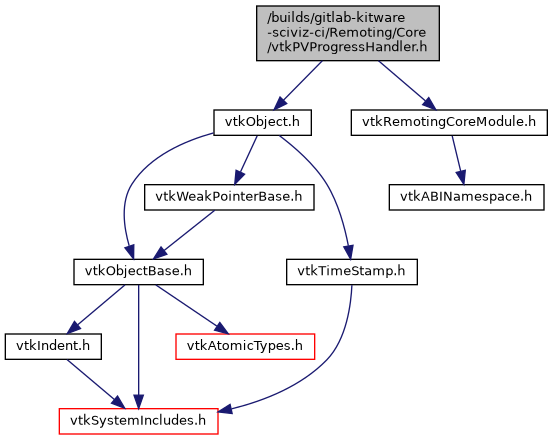 /builds/gitlab-kitware
-sciviz-ci/Remoting/Core
/vtkPVProgressHandler.h
vtkObject.h
vtkRemotingCoreModule.h
vtkWeakPointerBase.h
vtkABINamespace.h
vtkObjectBase.h
vtkTimeStamp.h
vtkIndent.h
vtkAtomicTypes.h
vtkSystemIncludes.h